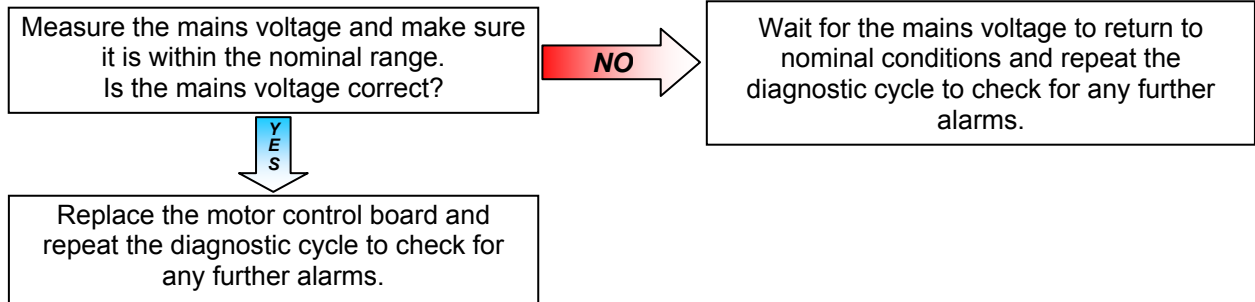 Measure the mains voltage and make sure
it is within the nominal range.
Is the mains voltage correct?
NO
Wait for the mains voltage to return to
nominal conditions and repeat the
diagnostic cycle to check for any further
alarms.
YES
Replace the motor control board and
repeat the diagnostic cycle to check for
any further alarms.